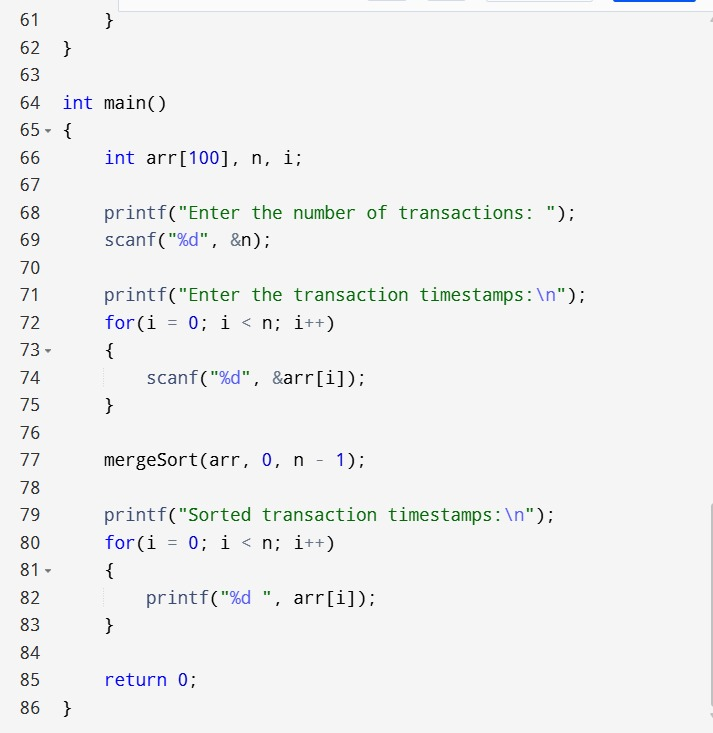 61     }
62 }
63
64 int main()
65 {
66     int arr[100], n, i;
67
68     printf("Enter the number of transactions: ");
69     scanf("%d", &n);
70
71     printf("Enter the transaction timestamps:\n");
72     for(i = 0; i < n; i++)
73     {
74         scanf("%d", &arr[i]);
75     }
76
77     mergeSort(arr, 0, n - 1);
78
79     printf("Sorted transaction timestamps:\n");
80     for(i = 0; i < n; i++)
81     {
82         printf("%d ", arr[i]);
83     }
84
85     return 0;
86 }